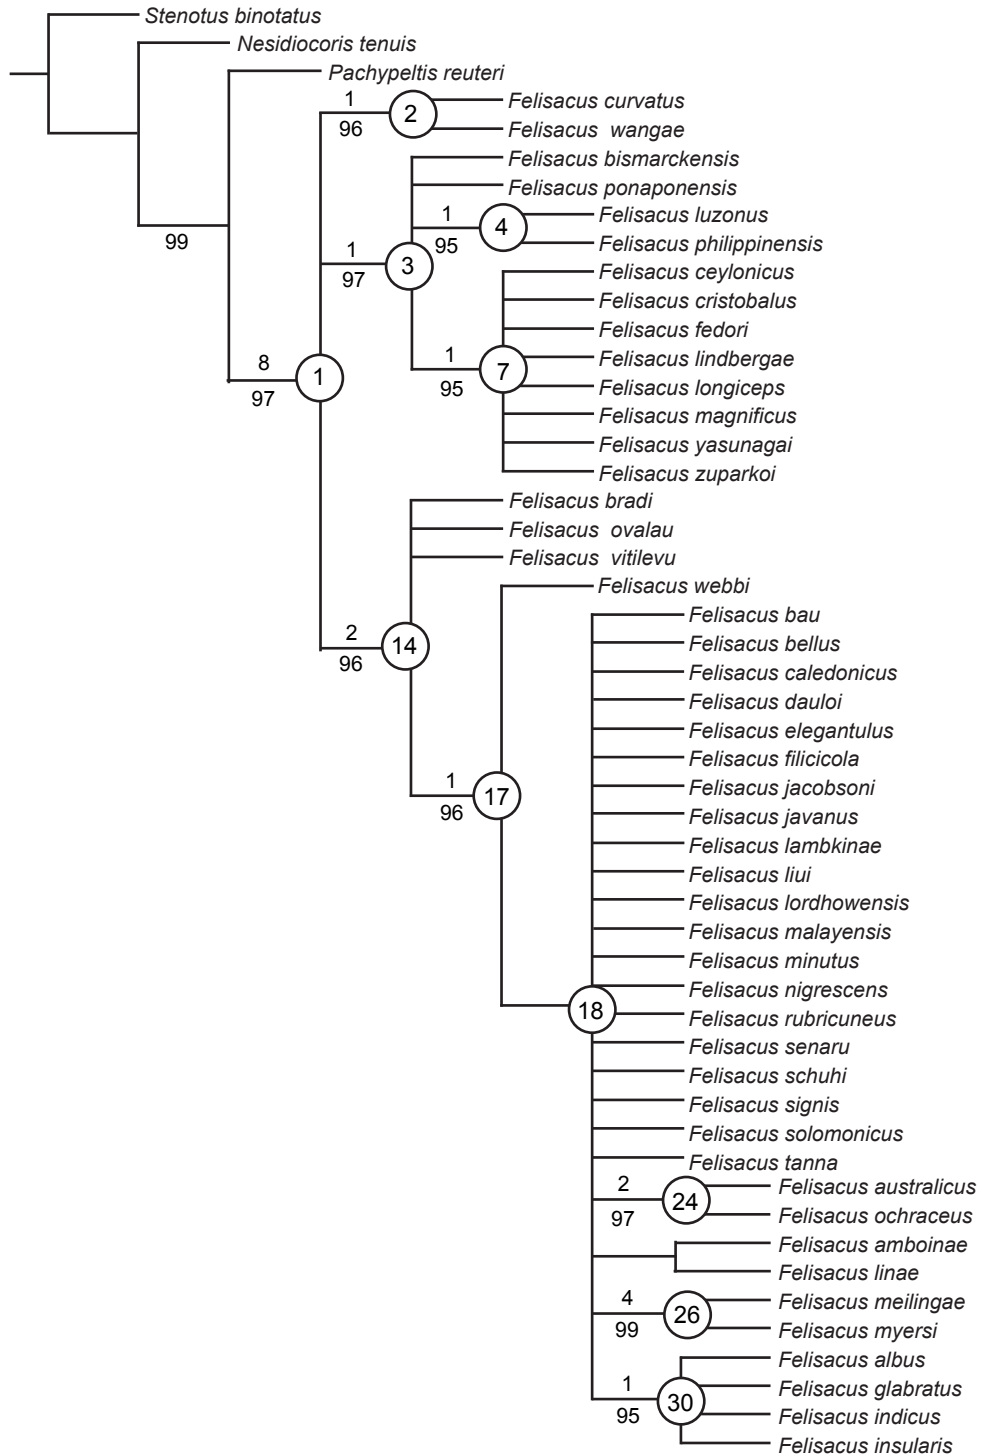 Stenotus binotatus
Nesidiocoris tenuis
Pachypeltis reuteri
1
2
96
Felisacus curvatus
Felisacus wangae
Felisacus bismarckensis
Felisacus ponaponensis
1
4
95
Felisacus luzonus
Felisacus philippinensis
99
1
3
97
Felisacus ceylonicus
Felisacus cristobalus
Felisacus fedori
Felisacus lindbergae
1
7
95
Felisacus longiceps
Felisacus magnificus
Felisacus yasunagai
Felisacus zuparkoi
8
1
97
Felisacus bradi
Felisacus ovalau
Felisacus vitilevu
Felisacus webbi
Felisacus bau
2
14
96
Felisacus bellus
Felisacus caledonicus
Felisacus dauloi
Felisacus elegantulus
Felisacus filicicola
Felisacus jacobsoni
1
17
96
Felisacus javanus
Felisacus lambkinae
Felisacus liui
Felisacus lordhowensis
Felisacus malayensis
Felisacus minutus
Felisacus nigrescens
18
Felisacus rubricuneus
Felisacus senaru
Felisacus schuhi
Felisacus signis
Felisacus solomonicus
Felisacus tanna
2
24
97
Felisacus australicus
Felisacus ochraceus
Felisacus amboinae
Felisacus linae
4
26
99
Felisacus meilingae
Felisacus myersi
Felisacus albus
1
30
95
Felisacus glabratus
Felisacus indicus
Felisacus insularis